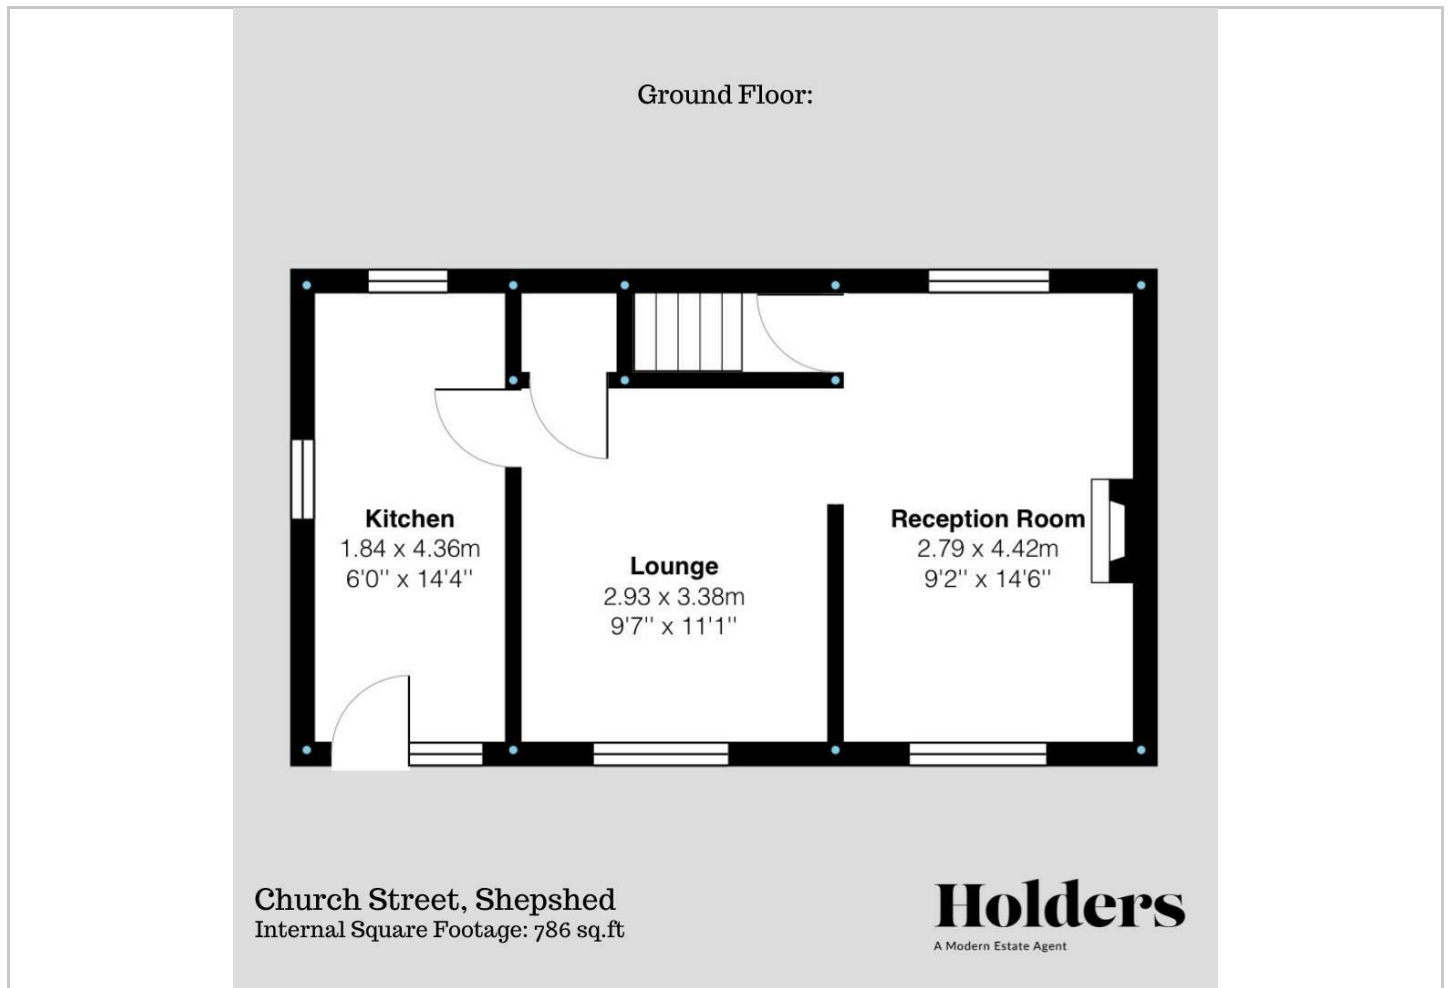 Ground Floor:
Kitchen
1.84 x 4.36m
6'0" x 14'4"
Lounge
2.93 x 3.38m
9'7" x 11'1"
Reception Room
2.79 x 4.42m
9'2" x 14'6"
Church Street, Shepshed
Internal Square Footage: 786 sq.ft
Holders
A Modern Estate Agent